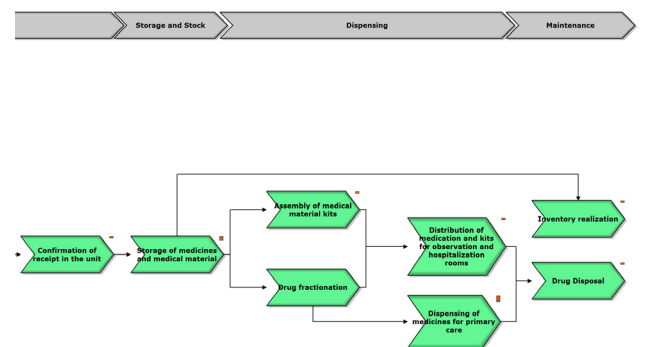 Storage and Stock
Dispensing
Maintenance
Assembly of medical
material kits
Inventory realization
Confirmation of
receipt in the unit
Storage of medicines
and medical material
Distribution of
medication and kits
for observation and
hospitalization
rooms
Drug fractionation
Drug Disposal
Dispensing of
medicines for primary
care